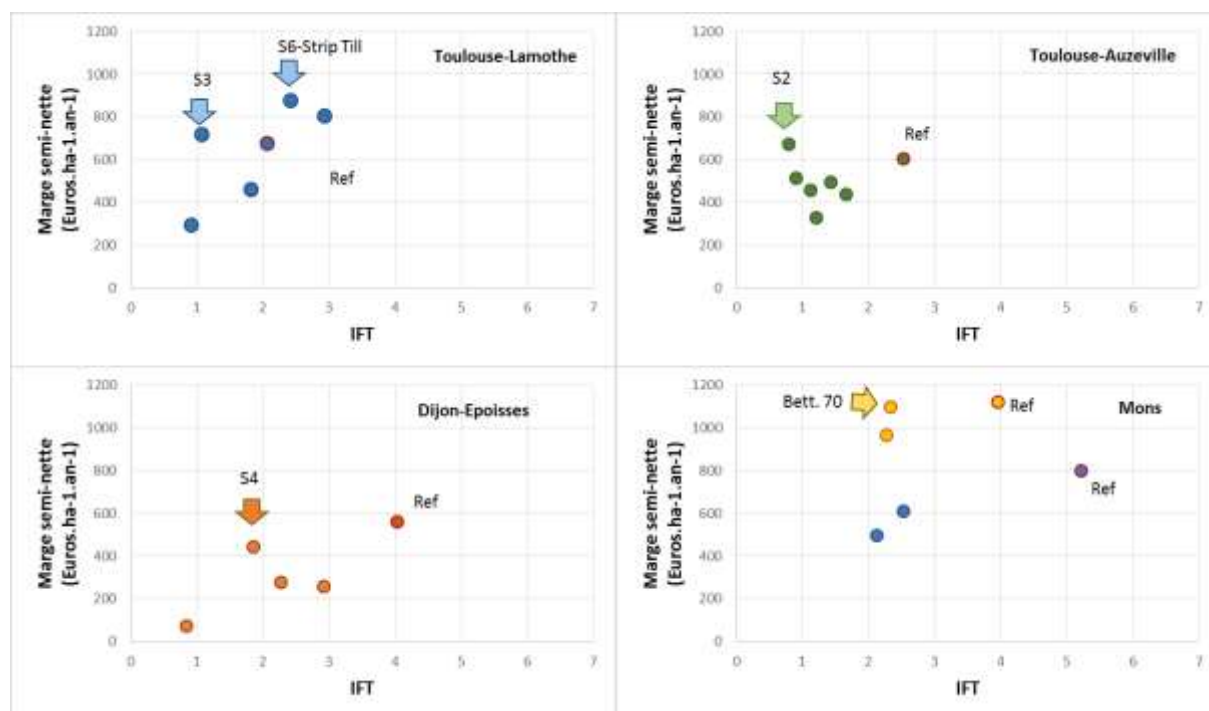 Marge semi-nette
(Euros.ha-1.an-1)
1200
1000
800
600
400
200
0
S3
S6-Strip Till
Toulouse-Lamothe
Ref
0 1 2 3 4 5 6 7
IFT
Marge semi-nette
(Euros.ha-1.an-1)
1200
1000
800
600
400
200
0
Toulouse-Auzeville
S2
Ref
0 1 2 3 4 5 6 7
IFT
Marge semi-nette
(Euros.ha-1.an-1)
1200
1000
800
600
400
200
0
Dijon-Epoisses
S4
Ref
0 1 2 3 4 5 6 7
IFT
Marge semi-nette
(Euros.ha-1.an-1)
1200
1000
800
600
400
200
0
Bett. 70
Ref
Mons
Ref
0 1 2 3 4 5 6 7
IFT